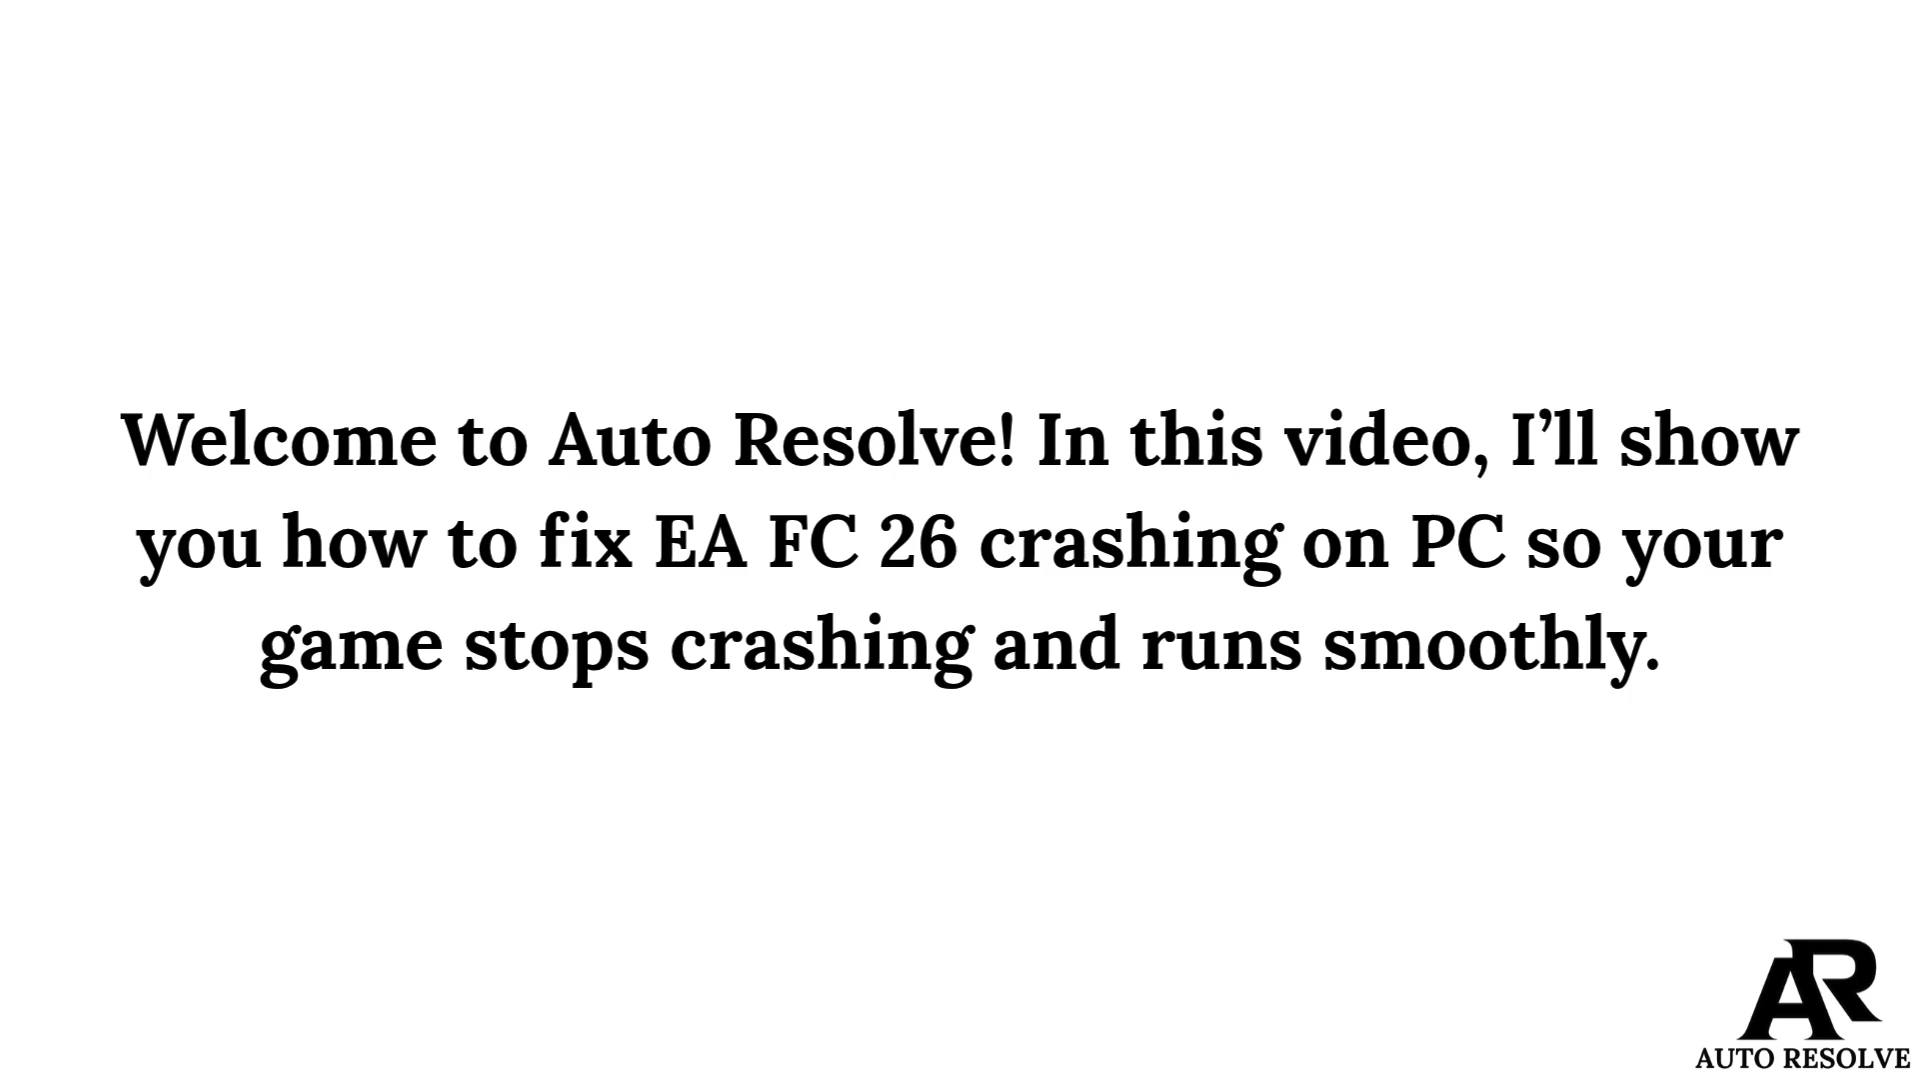 Welcome to Auto Resolve! In this video, I’ll show
you how to fix EA FC 26 crashing on PC so your
game stops crashing and runs smoothly.
AR
AUTO RESOLVE